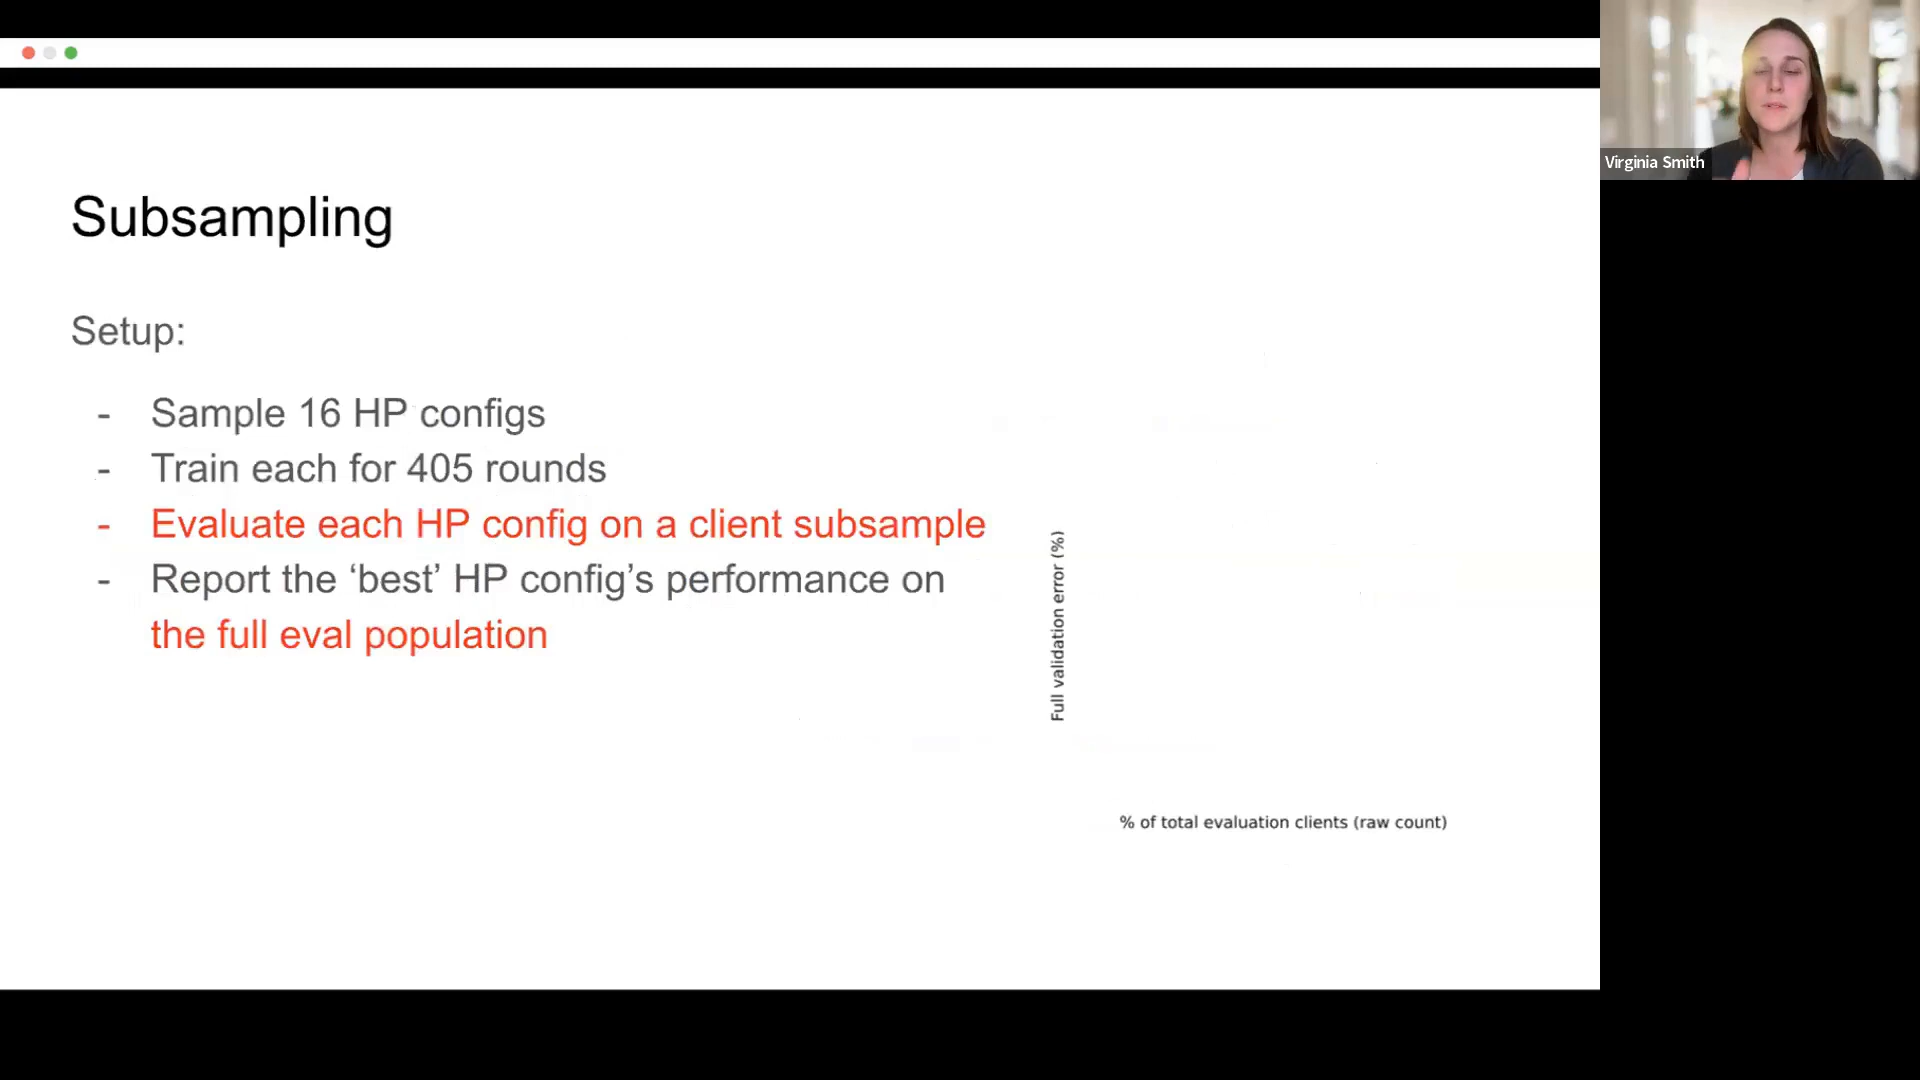 Virginia Smith
Subsampling
Setup:
- Sample 16 HP configs
- Train each for 405 rounds
- Evaluate each HP config on a client subsample
- Report the ‘best’ HP config’s performance on
the full eval population
Full validation error (%)
% of total evaluation clients (raw count)